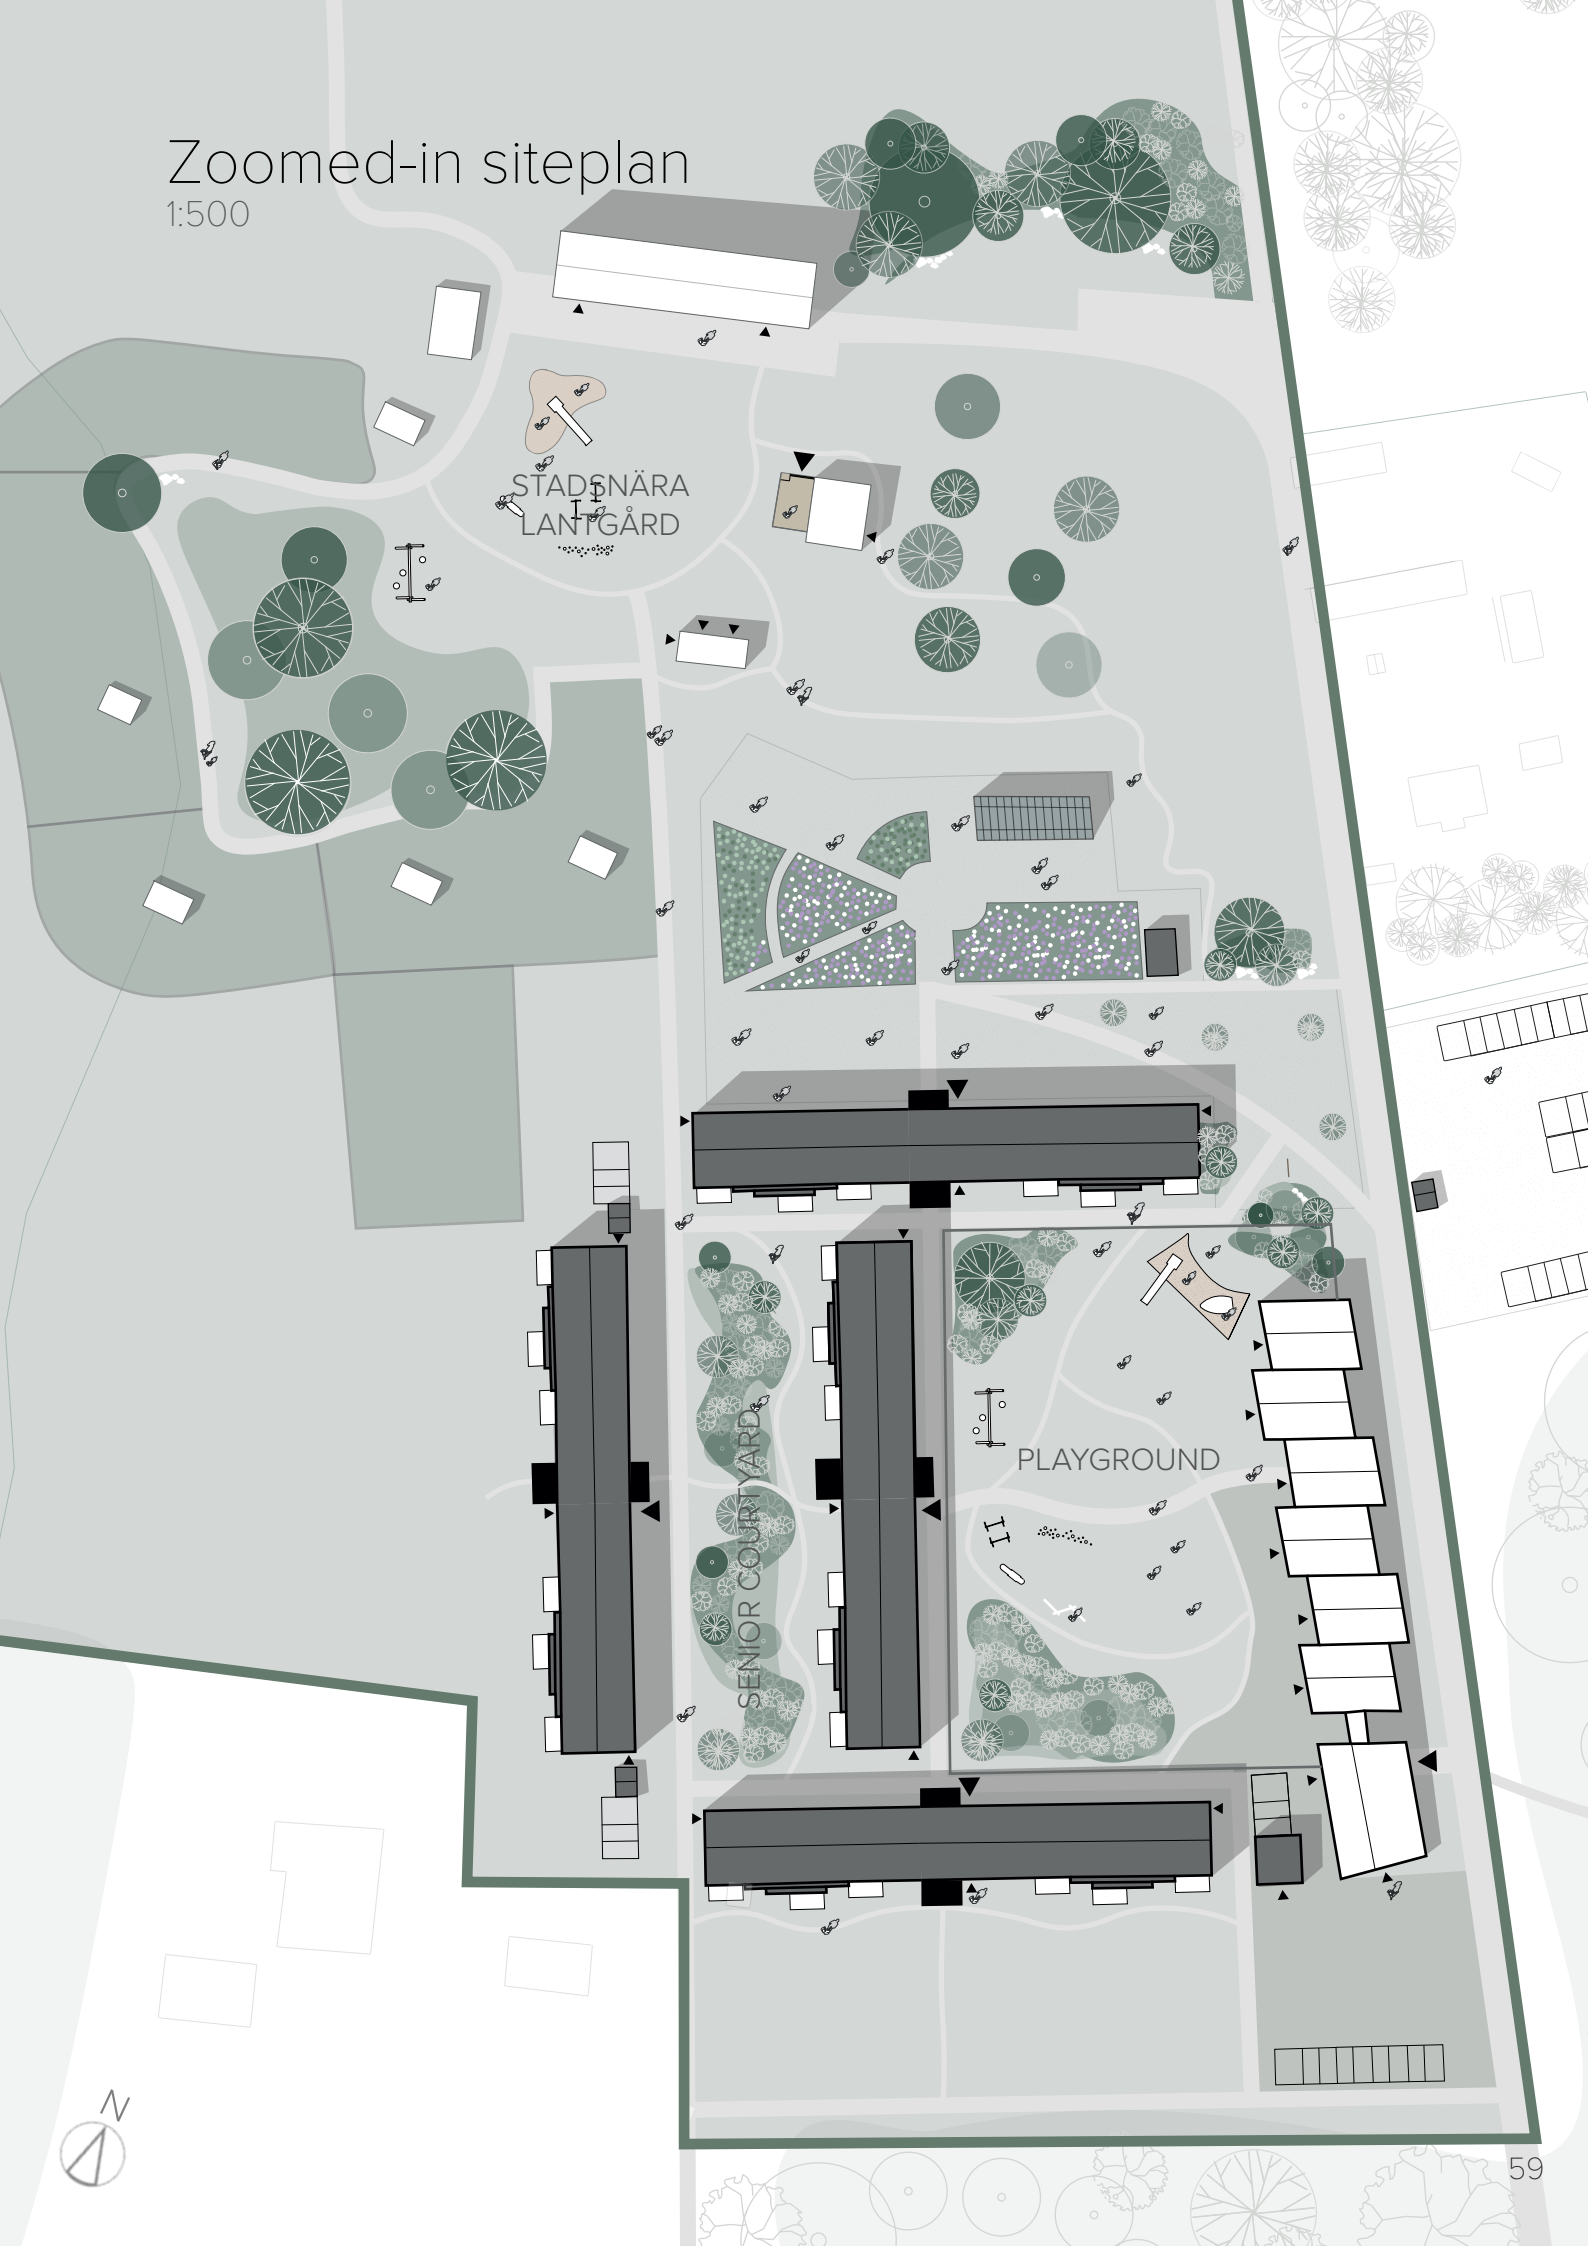 Zoomed-in siteplan
1:500
STADSNÄRA
LANTGÅRD
PLAYGROUND
SENIOR COURTYARD
N
59